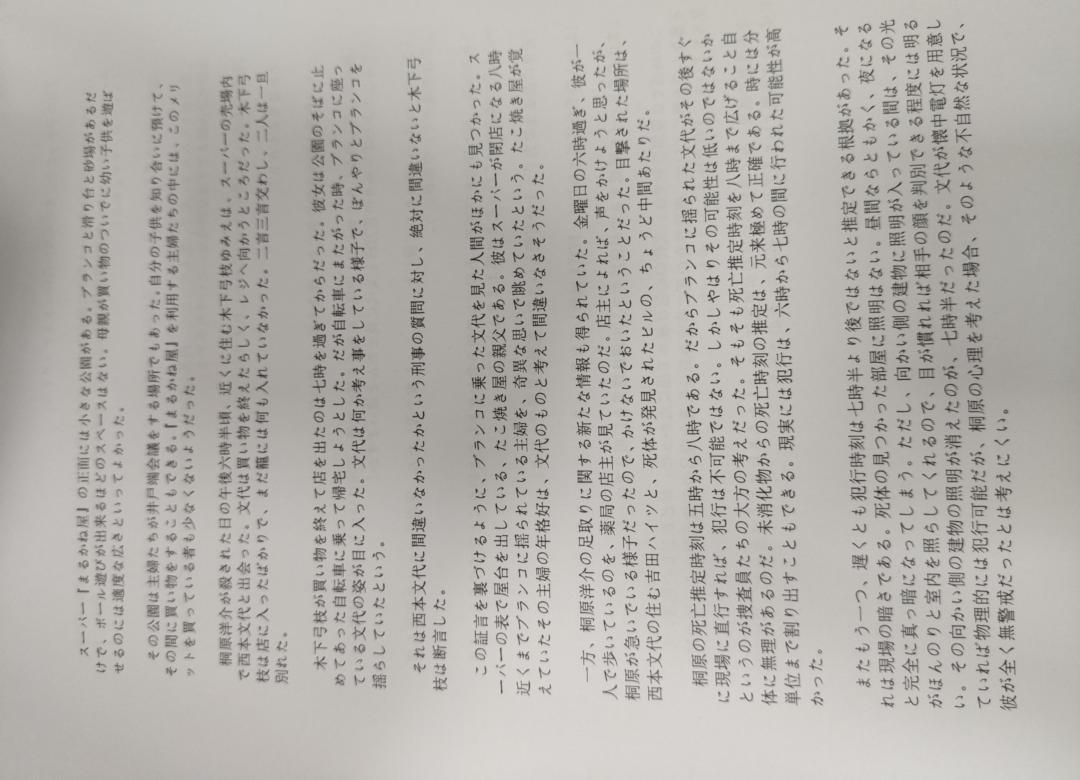 スーパー『まるかね屋』の正面には小さな公園がある。ブランコと滑り台と砂場があるだ
けで、ボール遊びが出来るほどのスペースはない。母親が買い物のついでに幼い子供を遊ば
せるのには適度な広さといってよかった。
その公園は主婦たちが井戸端会議をする場所でもあった。自分の子供を知り合いに預けて、
その間に買い物をすることもできる。『まるかね屋』を利用する主婦たちの中には、このメリ
ットを買っている者も少なくないようだった。
桐原洋介が殺された日の午後六時半頃、近くに住む木下弓枝ゆみえは、スーパーの売場内
で西本文代と出会った。文代は買い物を終えたらしく、レジへ向かうところだった。木下弓
枝は店に入ったばかりで、まだ籠には何も入れていなかった。二言三言交わし、二人は一旦
別れた。
木下弓枝が買い物を終えて店を出たのは七時を過ぎてからだった。彼女は公園のそばに止
めてあった自転車に乗って帰宅しようとした。だが自転車にまたがった時、ブランコに座っ
ている文代の姿が目に入った。文代は何か考え事をしている様子で、ぼんやりとブランコを
揺らしていたという。
それは西本文代に間違いなかったかという刑事の質問に対し、絶対に間違いないと木下弓
枝は断言した。
この証言を裏づけるように、ブランコに乗った文代を見た人間がほかにも見つかった。ス
ーパーの表で屋台を出している、たこ焼き屋の親父である。彼はスーパーが閉店になる八時
近くまでブランコに揺られている主婦を、奇異な思いで眺めていたという。たこ焼き屋が覚
えていたその主婦の年格好は、文代のものと考えて間違いなさそうだった。
一方、桐原洋介の足取りに関する新たな情報も得られていた。金曜日の六時過ぎ、彼が一
人で歩いているのを、薬局の店主が見ていたのだ。店主によれば、声をかけようと思ったが、
桐原が急いでいる様子だったので、かけないでおいたということだった。目撃された場所は、
西本文代の住む吉田ハイツと、死体が発見されたビルの、ちょうど中間あたりだ。
桐原の死亡推定時刻は五時から八時である。だからブランコに揺られた文代がその後すぐ
に現場に直行すれば、犯行は不可能ではない。しかしやはりその可能性は低いのではないか
というのが捜査員たちの大方の考えだった。そもそも死亡推定時刻を八時まで広げること自
体に無理があるのだ。未消化物からの死亡時刻の推定は、元来極めて正確である。時には分
単位まで割り出すこともできる。現実には犯行は、六時から七時の間に行われた可能性が高
かった。
またもう一つ、遅くとも犯行時刻は七時半より後ではないと推定できる根拠があった。そ
れは現場の暗さである。死体の見つかった部屋に照明はない。昼間ならともかく、夜になる
と完全に真っ暗になってしまう。ただし、向かい側の建物に照明が入っている間は、その光
がほんのりと室内を照らしてくれるので、目が慣れれば相手の顔を判別できる程度には明る
い。その向かい側の建物の照明が消えたのが、七時半だったのだ。文代が懐中電灯を用意し
ていれば物理的には犯行可能だが、桐原の心理を考えた場合、そのような不自然な状況で、
彼が全く無警戒だったとは考えにくい。